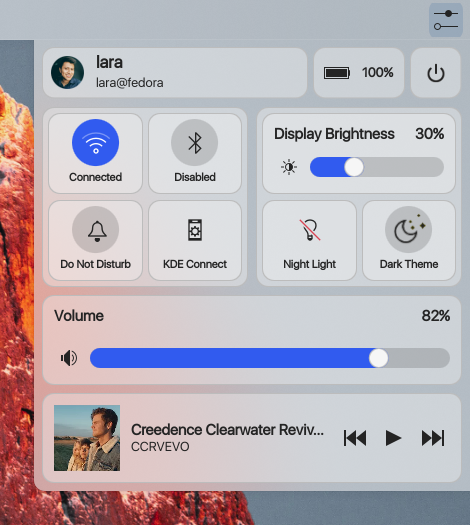 lara
lara@fedora
100%
Connected
Disabled
Display Brightness 30%
Do Not Disturb
KDE Connect
Night Light
Dark Theme
Volume 82%
Creedence Clearwater Reviv...
CCRVEVO